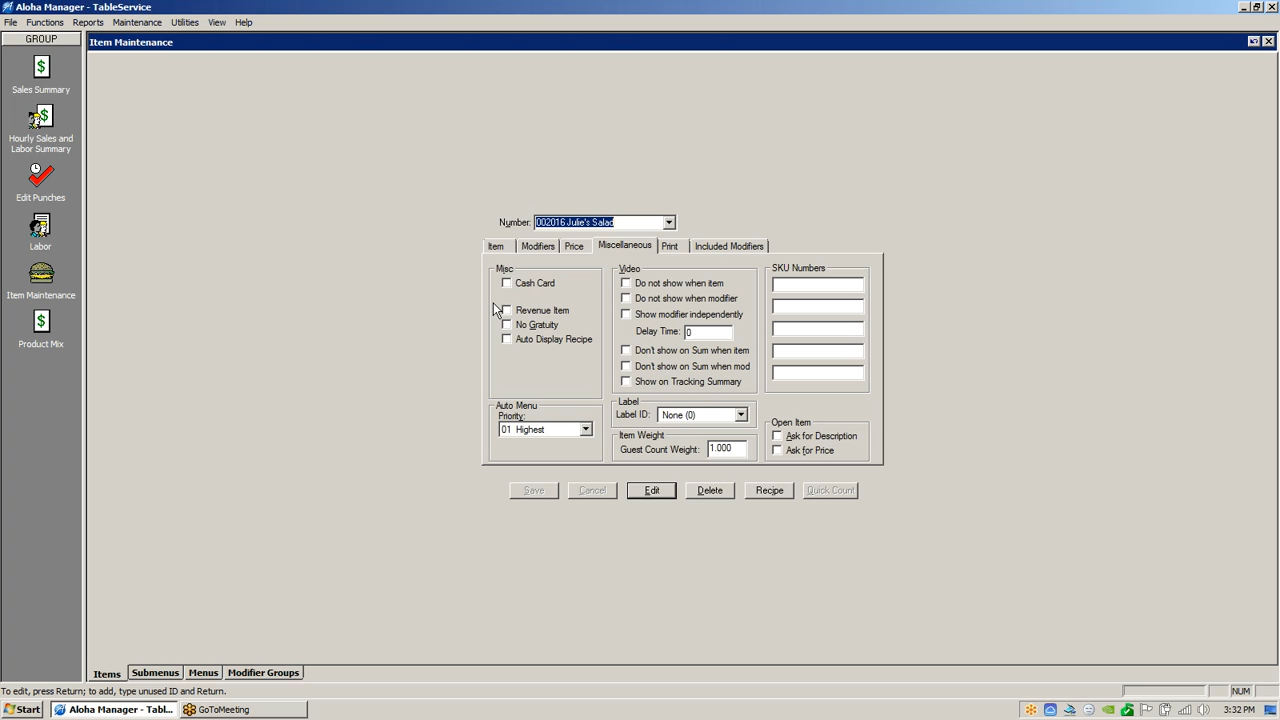 Aloha Manager - TableService
File Functions Reports Maintenance Utilities View Help
GROUP
Item Maintenance
Sales Summary
Hourly Sales and
Labor Summary
Edit Punches
Labor
Item Maintenance
Product Mix
Number: 002016 Julie's Salad
Item Modifiers Price Miscellaneous Print Included Modifiers
Misc
Cash Card
Revenue Item
No Gratuity
Auto Display Recipe
Auto Menu
Priority:
01 Highest
Video
Do not show when item
Do not show when modifier
Show modifier independently
Delay Time: 0
Don't show on Sum when item
Don't show on Sum when mod
Show on Tracking Summary
Label
Label ID: None (0)
Item Weight
Guest Count Weight: 1.000
SKU Numbers
Open Item
Ask for Description
Ask for Price
Save Cancel Edit Delete Recipe Quick Count
Items Submenus Menus Modifier Groups
To edit, press Return; to add, type unused ID and Return.
NUM
Start Aloha Manager - Tabl... GoToMeeting 3:32 PM